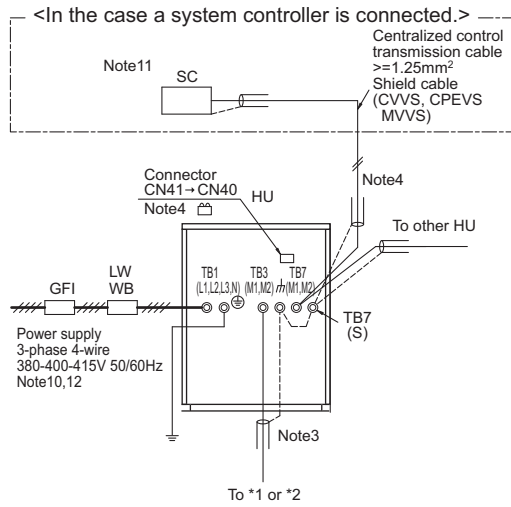 <In the case a system controller is connected.>
Centralized control
transmission cable
>=1.25mm²
Shield cable
(CVVS, CPEVS
MVVS)
Note11
SC
Connector
CN41→CN40
Note4
HU
Note4
To other HU
TB1
(L1,L2,L3,N)
TB3
(M1,M2)
TB7
(M1,M2)
GFI
LW
WB
TB7
(S)
Power supply
3-phase 4-wire
380-400-415V 50/60Hz
Note10,12
Note3
To *1 or *2